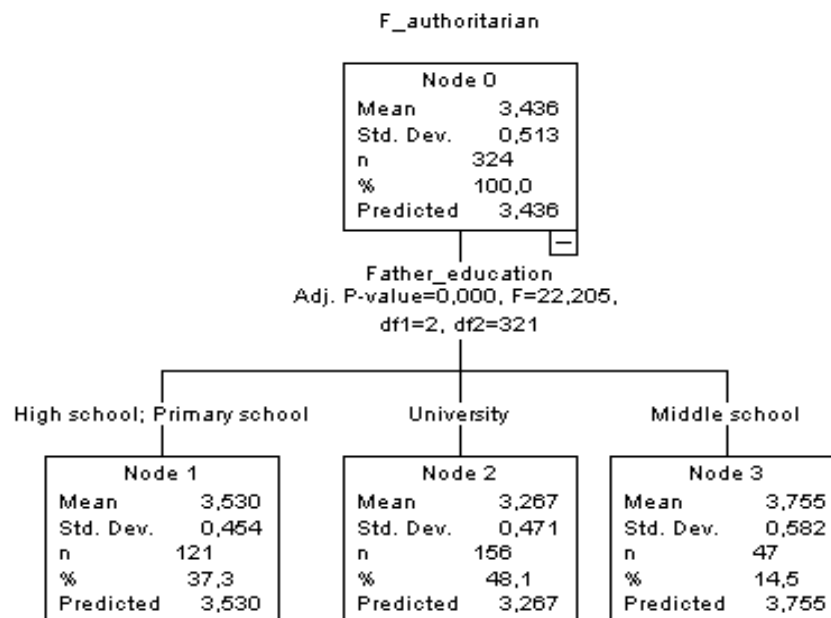 F_authoritarian
Node 0
Mean 3,436
Std. Dev. 0,513
n 324
% 100,0
Predicted 3,436
Father_education
Adj. P-value=0,000, F=22,205,
df1=2, df2=321
High school; Primary school
University
Middle school
Node 1
Mean 3,530
Std. Dev. 0,454
n 121
% 37,3
Predicted 3,530
Node 2
Mean 3,267
Std. Dev. 0,471
n 156
% 48,1
Predicted 3,267
Node 3
Mean 3,755
Std. Dev. 0,582
n 47
% 14,5
Predicted 3,755